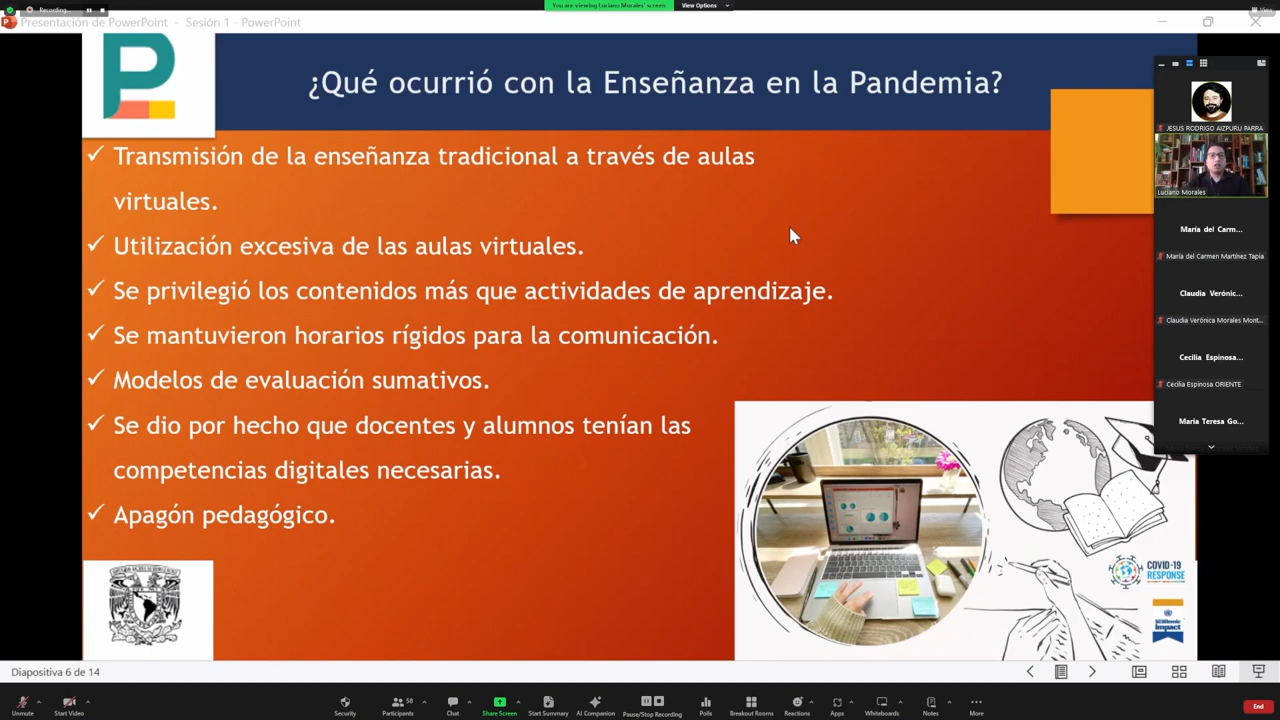 Recording...
You are viewing Luciano Morales' screen
View Options
View
Presentación de PowerPoint - Sesión 1 - PowerPoint
P
¿Qué ocurrió con la Enseñanza en la Pandemia?
✓ Transmisión de la enseñanza tradicional a través de aulas
virtuales.
✓ Utilización excesiva de las aulas virtuales.
✓ Se privilegió los contenidos más que actividades de aprendizaje.
✓ Se mantuvieron horarios rígidos para la comunicación.
✓ Modelos de evaluación sumativos.
✓ Se dio por hecho que docentes y alumnos tenían las
competencias digitales necesarias.
✓ Apagón pedagógico.
JESUS RODRIGO AIZPURU PARRA
Luciano Morales
María del Carm...
María del Carmen Martínez Tapia
Claudia Verónic...
Claudia Verónica Morales Mont...
Cecilia Espinosa...
Cecilia Espinosa ORIENTE
Maria Teresa Go...
COVID-19
RESPONSE
academic
impact
Diapositiva 6 de 14
Unmute
Start Video
Security
Participants
58
Chat
Share Screen
Start Summary
AI Companion
Pause/Stop Recording
Polls
Breakout Rooms
Reactions
Apps
Whiteboards
Notes
More
End